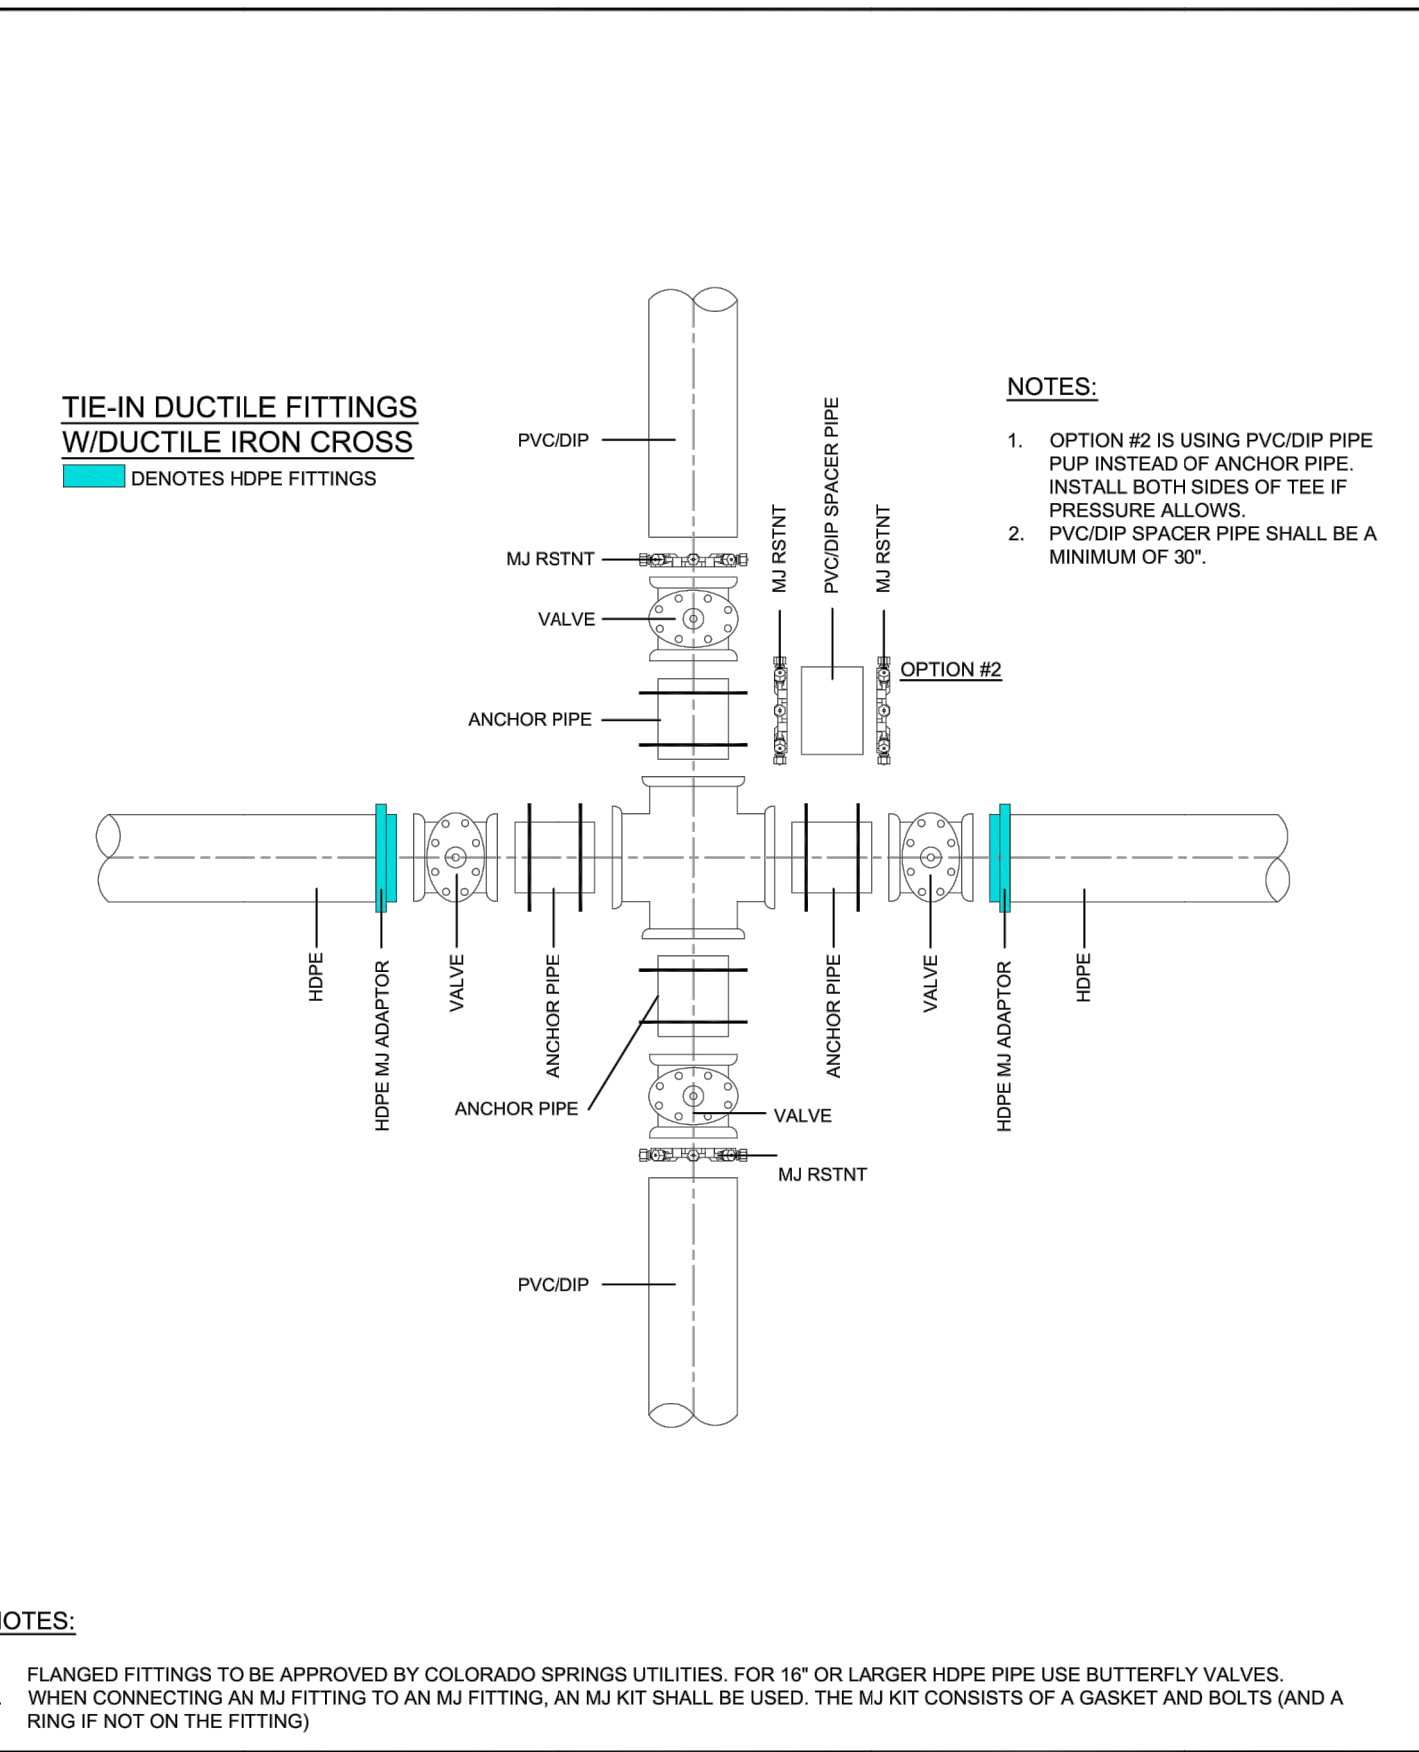 TIE-IN DUCTILE FITTINGS
W/DUCTILE IRON CROSS
DENOTES HDPE FITTINGS
NOTES:
1. OPTION #2 IS USING PVC/DIP PIPE
PUP INSTEAD OF ANCHOR PIPE.
INSTALL BOTH SIDES OF TEE IF
PRESSURE ALLOWS.
2. PVC/DIP SPACER PIPE SHALL BE A
MINIMUM OF 30".
PVC/DIP
MJ RSTNT
VALVE
ANCHOR PIPE
MJ RSTNT
PVC/DIP SPACER PIPE
MJ RSTNT
OPTION #2
HDPE
HDPE MJ ADAPTOR
VALVE
ANCHOR PIPE
ANCHOR PIPE
VALVE
HDPE MJ ADAPTOR
HDPE
ANCHOR PIPE
VALVE
MJ RSTNT
PVC/DIP
OTES:
FLANGED FITTINGS TO BE APPROVED BY COLORADO SPRINGS UTILITIES. FOR 16" OR LARGER HDPE PIPE USE BUTTERFLY VALVES.
WHEN CONNECTING AN MJ FITTING TO AN MJ FITTING, AN MJ KIT SHALL BE USED. THE MJ KIT CONSISTS OF A GASKET AND BOLTS (AND A
RING IF NOT ON THE FITTING)